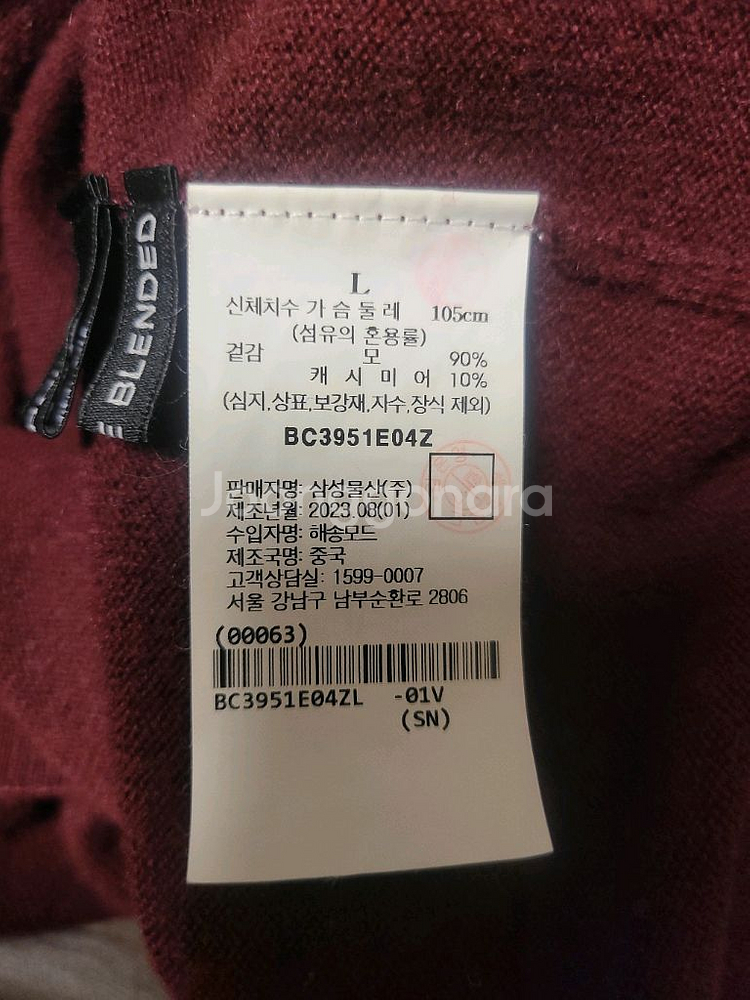 BLENDED
L
신체치수 가슴둘레 105cm
(섬유의 혼용률)
겉감 모 90%
캐시미어 10%
(심지,상표,보강재,자수,장식 제외)
BC3951E04Z
판매자명: 삼성물산(주)
제조년월: 2023.08(01)
수입자명: 해송모드
제조국명: 중국
고객상담실: 1599-0007
서울 강남구 남부순환로 2806
(00063)
BC3951E04ZL -01V
(SN)
Joonggonara